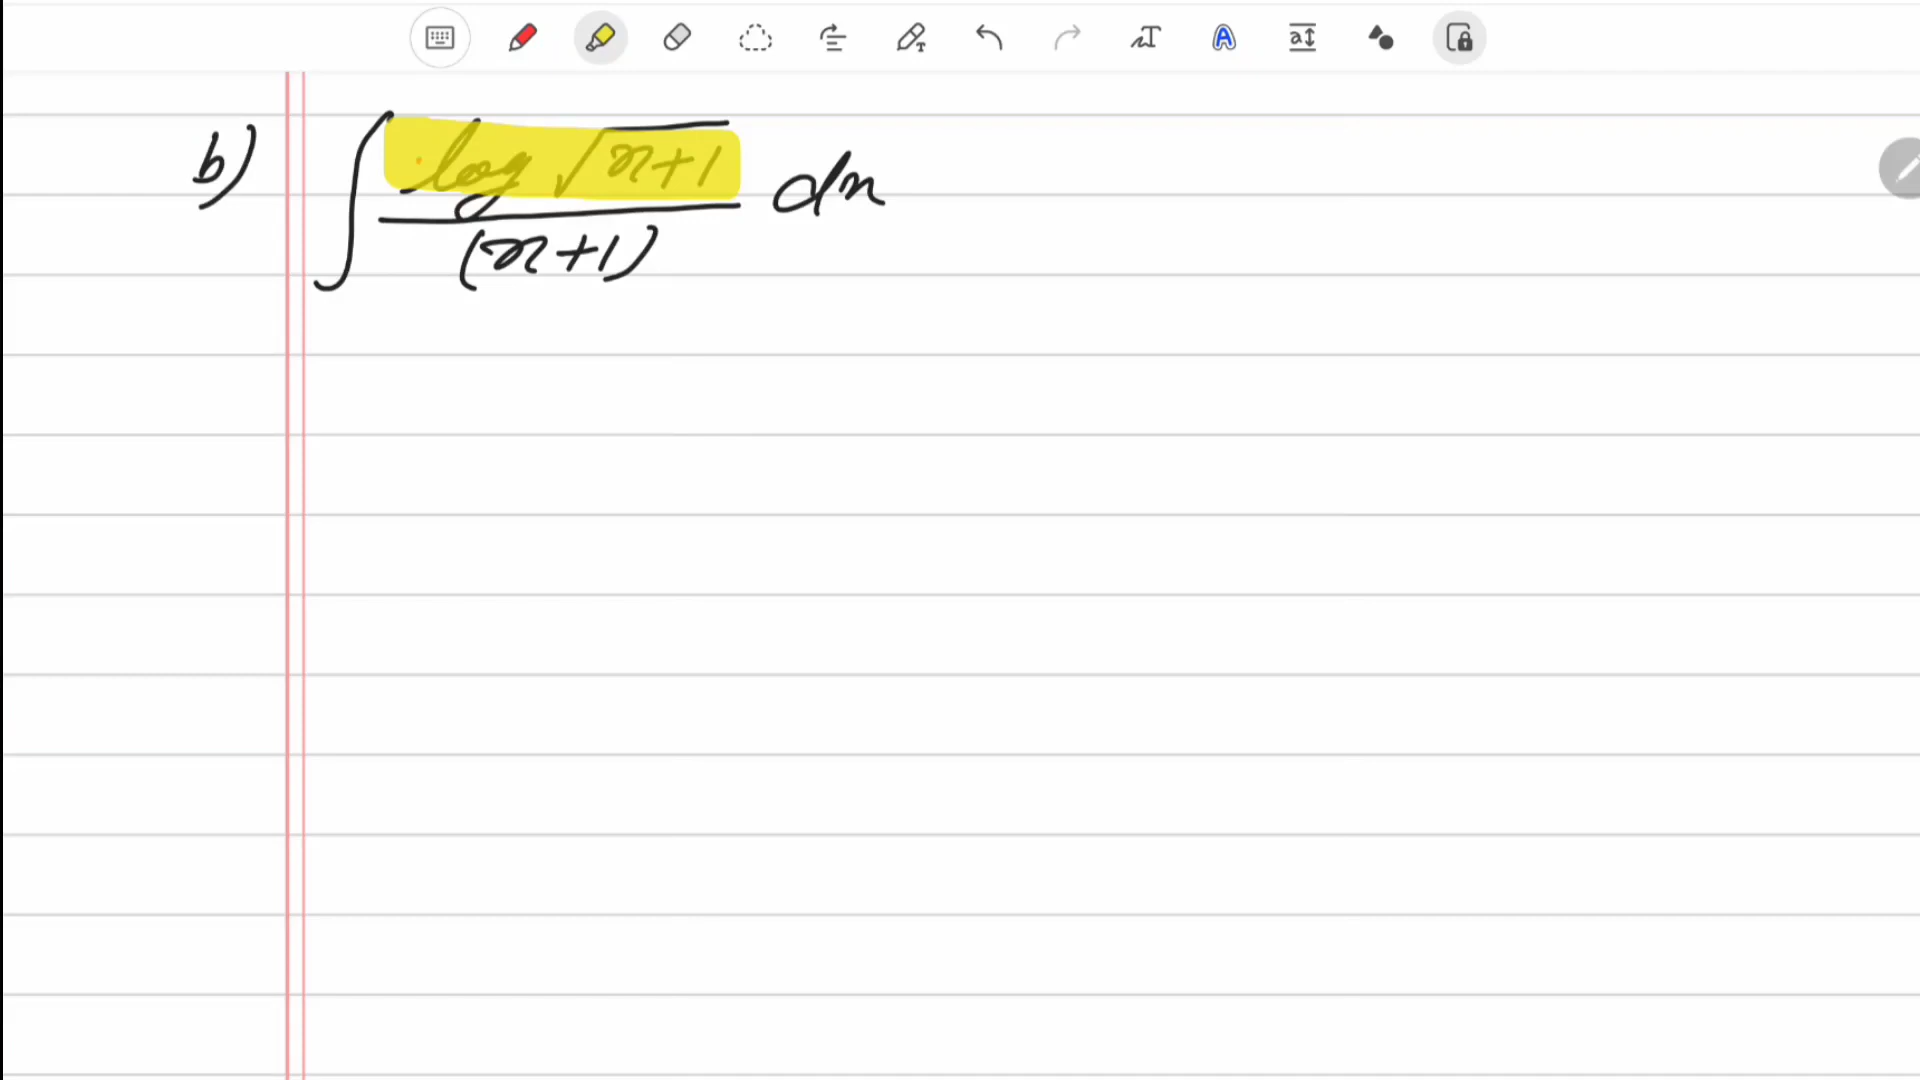 b) ∫ log √(x+1) / (x+1) dx